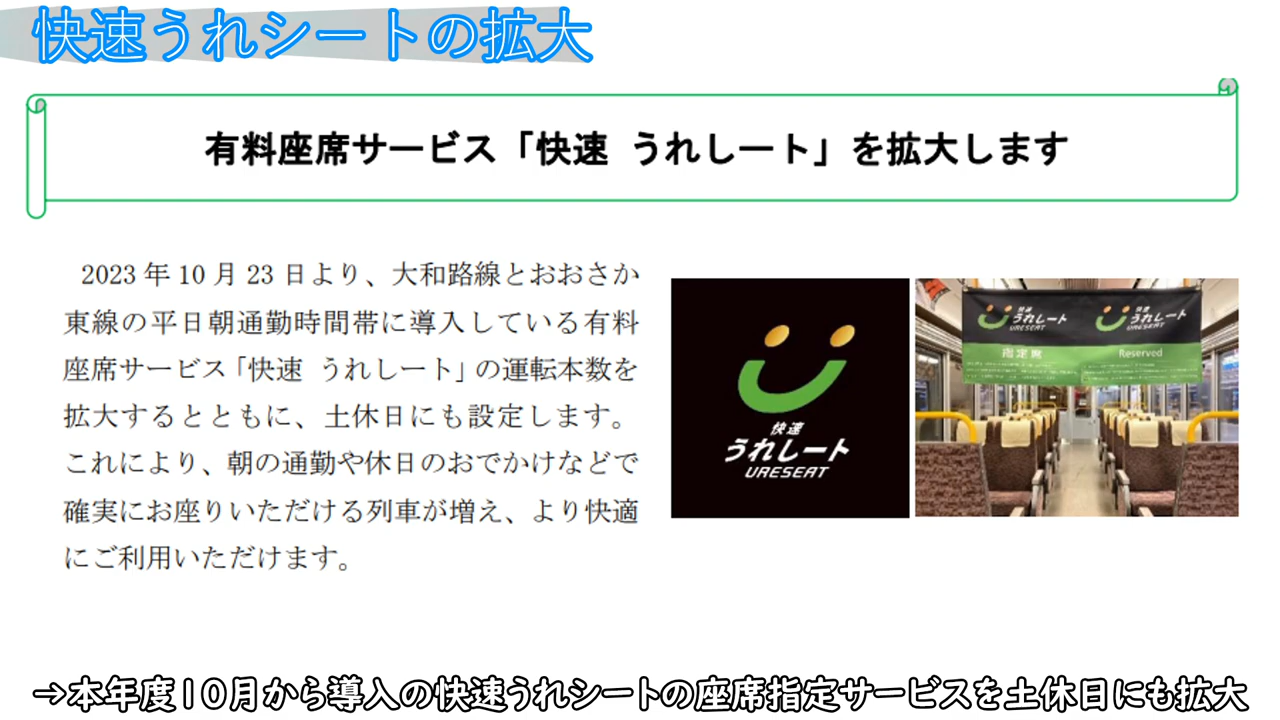 快速うれシートの拡大
有料座席サービス「快速 うれしート」を拡大します
2023 年 10 月 23 日より、大和路線とおおさか
東線の平日朝通勤時間帯に導入している有料
座席サービス「快速 うれしート」の運転本数を
拡大するとともに、土休日にも設定します。
これにより、朝の通勤や休日のおでかけなどで
確実にお座りいただける列車が増え、より快適
にご利用いただけます。
快速
うれしート
URESEAT
快速
うれしート
URESEAT
快速
うれしート
URESEAT
指定席
Reserved
→本年度10月から導入の快速うれシートの座席指定サービスを土休日にも拡大